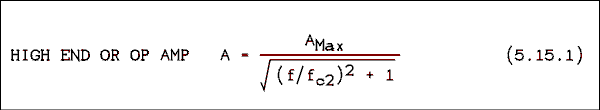 HIGH END OR OP AMP A = A_Max / √((f/f_c2)² + 1) (5.15.1)